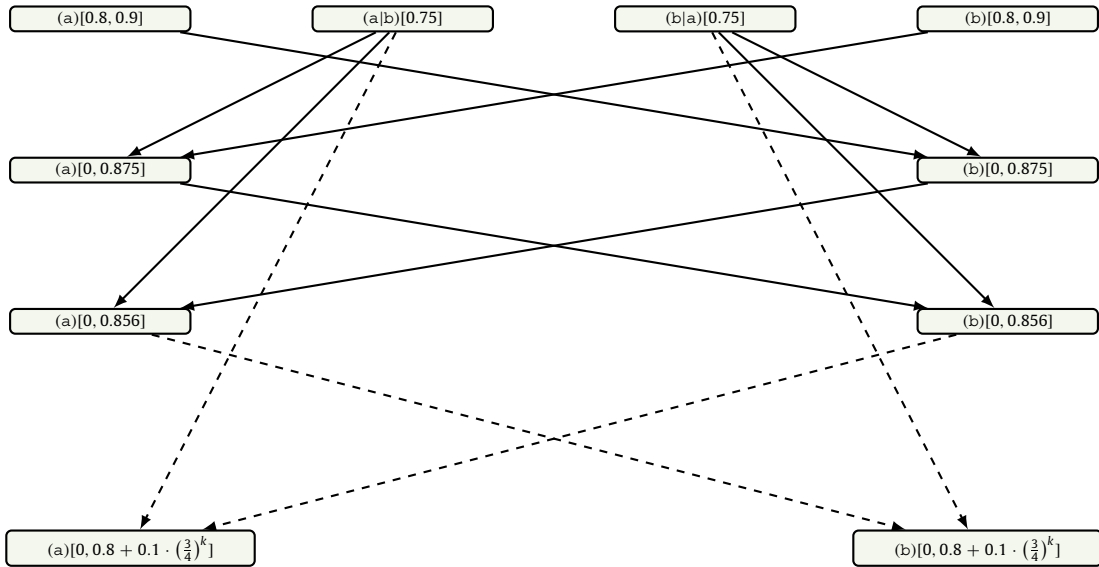 (a)[0.8, 0.9]
(a|b)[0.75]
(b|a)[0.75]
(b)[0.8, 0.9]
(a)[0, 0.875]
(b)[0, 0.875]
(a)[0, 0.856]
(b)[0, 0.856]
(a)[0, 0.8 + 0.1 · (3/4)^k]
(b)[0, 0.8 + 0.1 · (3/4)^k]